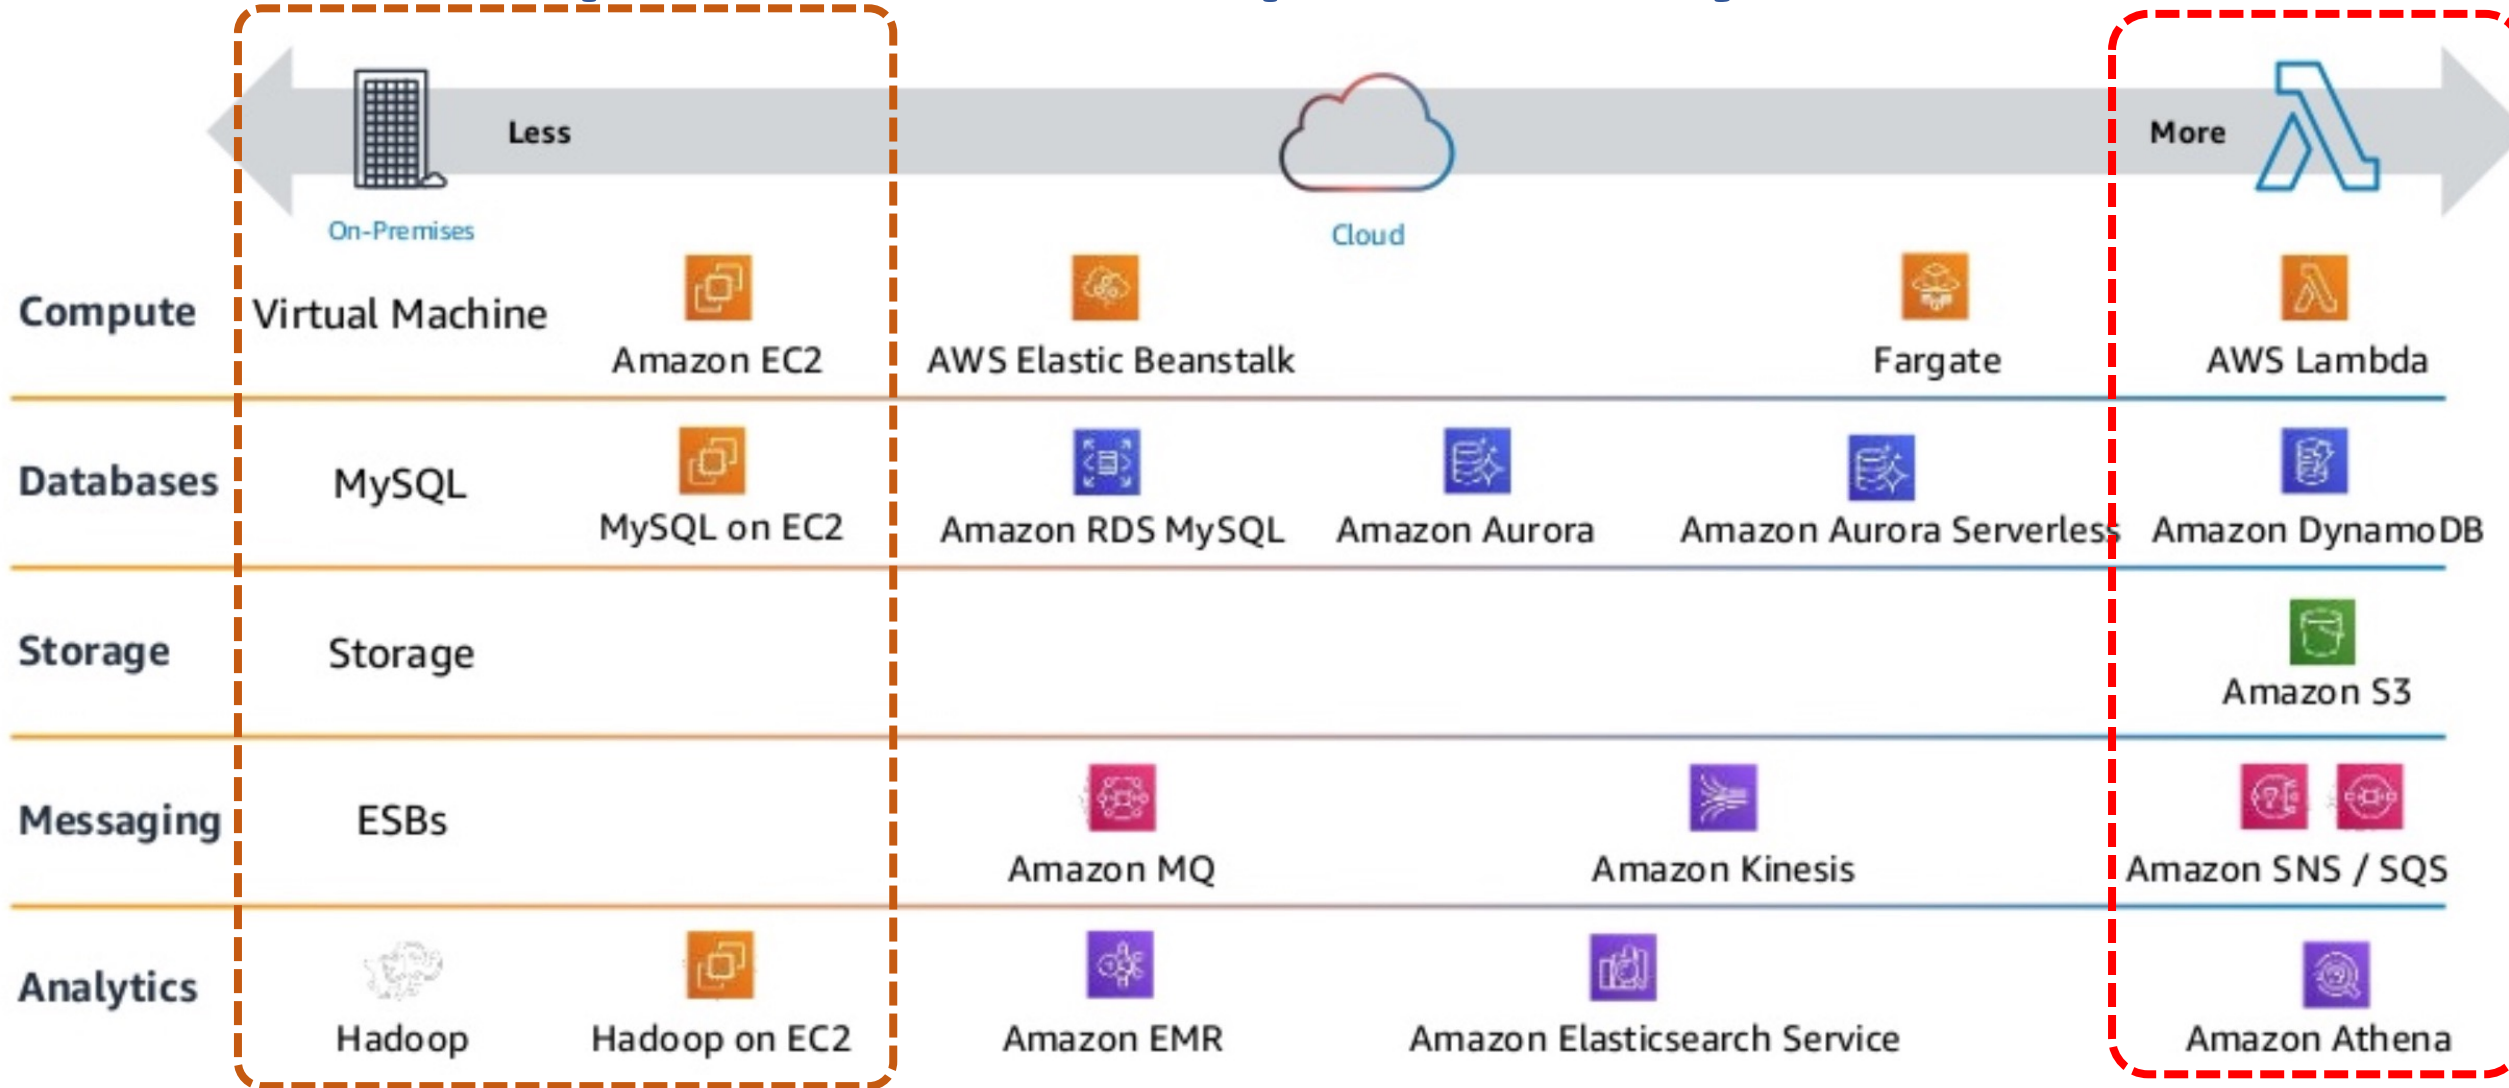 Less
More
On-Premises
Cloud
Compute
Virtual Machine
Amazon EC2
AWS Elastic Beanstalk
Fargate
AWS Lambda
Databases
MySQL
MySQL on EC2
Amazon RDS MySQL
Amazon Aurora
Amazon Aurora Serverless
Amazon DynamoDB
Storage
Storage
Amazon S3
Messaging
ESBs
Amazon MQ
Amazon Kinesis
Amazon SNS / SQS
Analytics
Hadoop
Hadoop on EC2
Amazon EMR
Amazon Elasticsearch Service
Amazon Athena